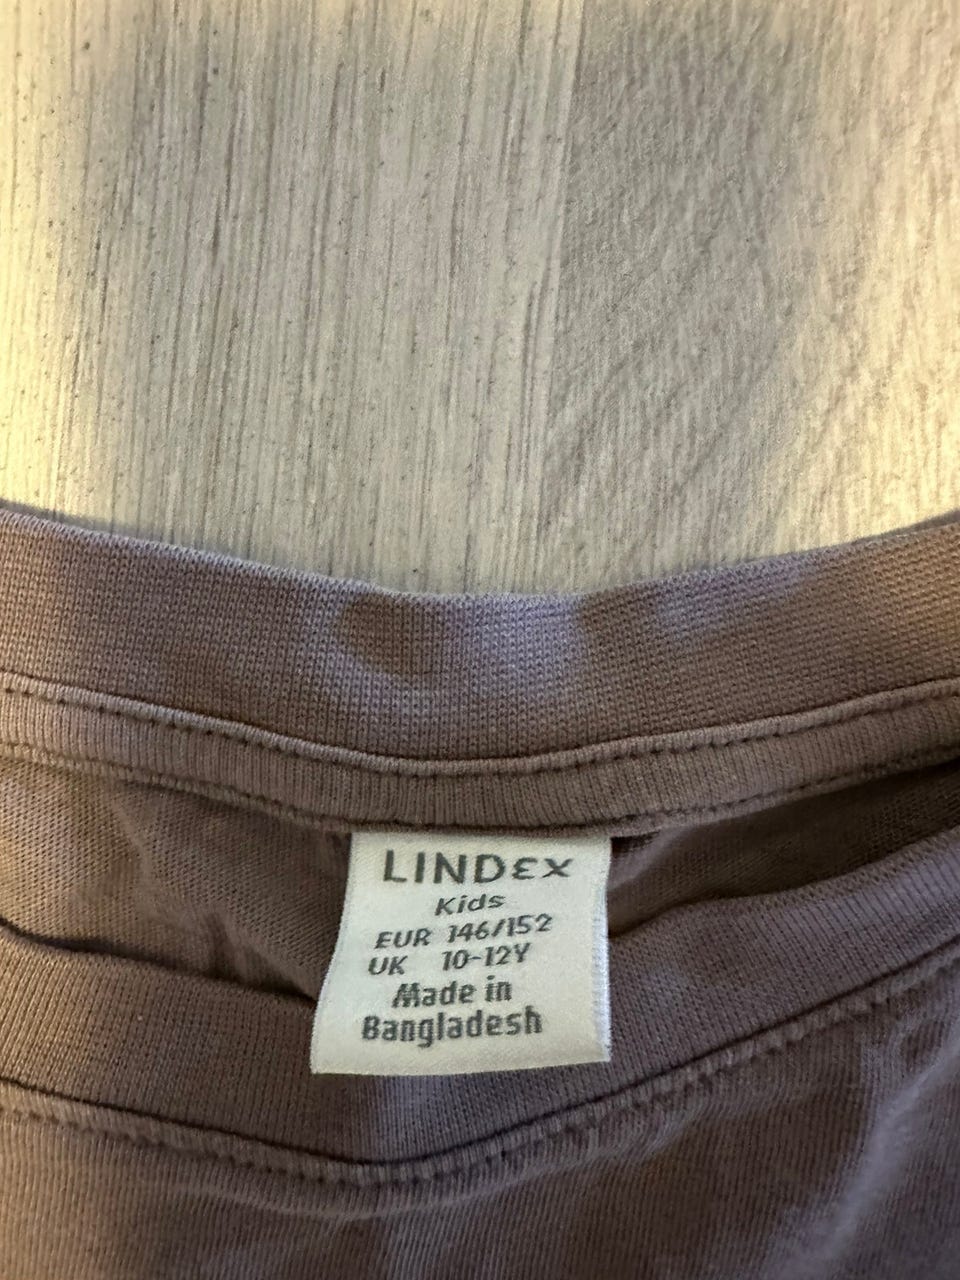 LINDEX
Kids
EUR 146/152
UK 10-12Y
Made in
Bangladesh